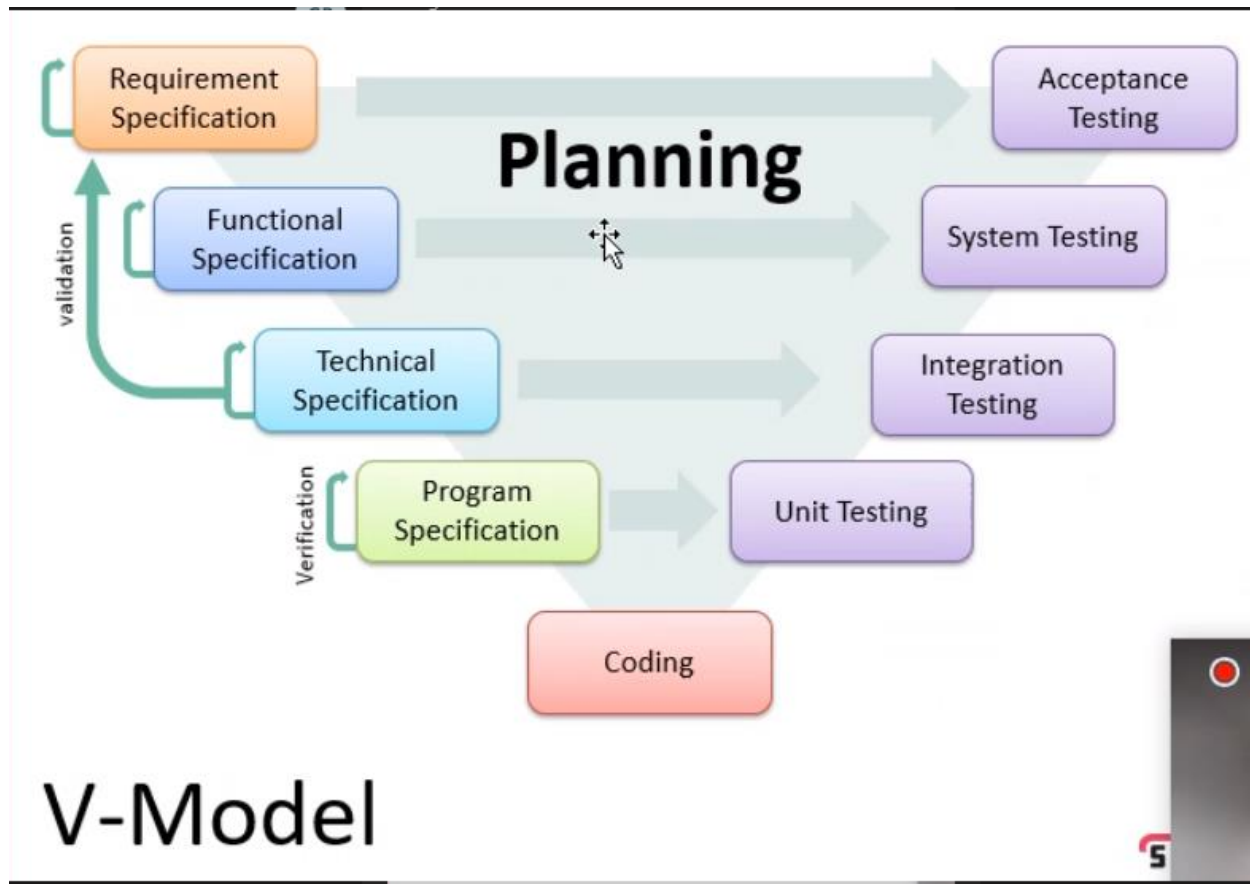 Requirement
Specification
Acceptance
Testing
Planning
Functional
Specification
System Testing
validation
Technical
Specification
Integration
Testing
Verification
Program
Specification
Unit Testing
Coding
V-Model
S